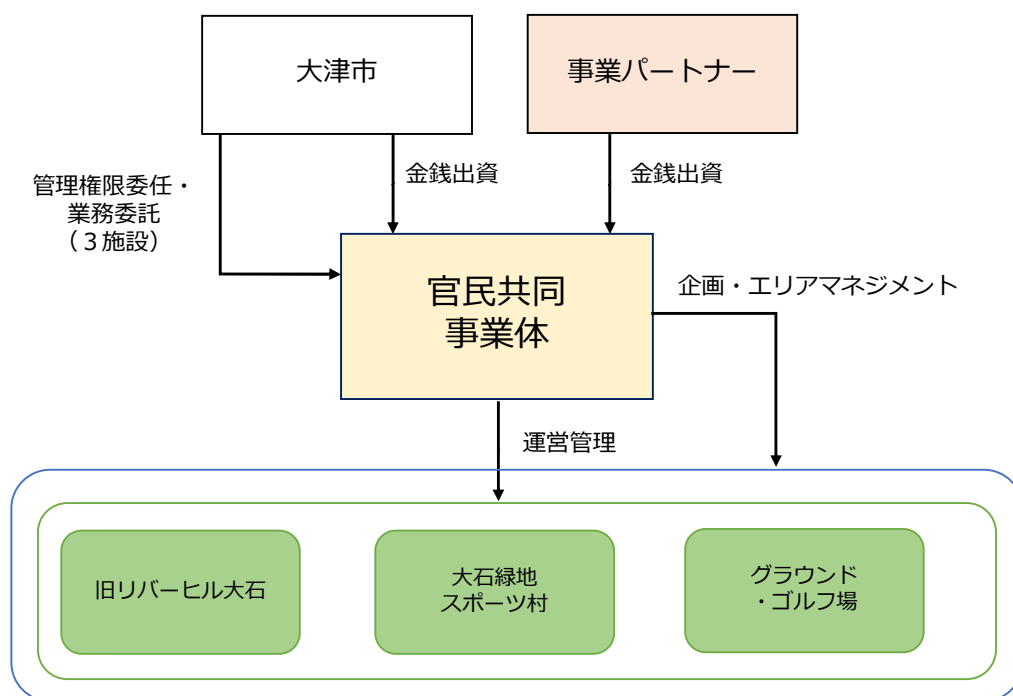 大津市
事業パートナー
金銭出資
金銭出資
管理権限委任・
業務委託
（３施設）
官民共同
事業体
企画・エリアマネジメント
運営管理
旧リバーヒル大石
大石緑地
スポーツ村
グラウンド
・ゴルフ場